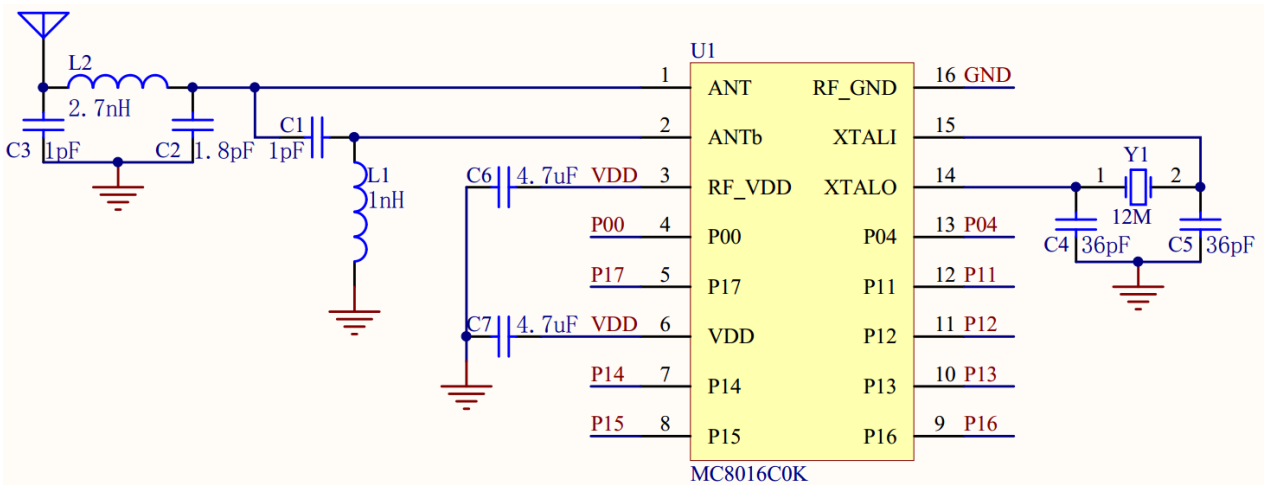 U1
L2
2.7nH
1 ANT RF_GND 16 GND
C3 1pF C2 1.8pF C1 1pF
2 ANTb XTALI 15
L1
1nH
C6 4.7uF VDD 3 RF_VDD XTALO 14
1 Y1 2
12M
C4 36pF C5 36pF
P00 4 P00 P04 13 P04
P17 5 P17 P11 12 P11
C7 4.7uF VDD 6 VDD P12 11 P12
P14 7 P14 P13 10 P13
P15 8 P15 P16 9 P16
MC8016C0K